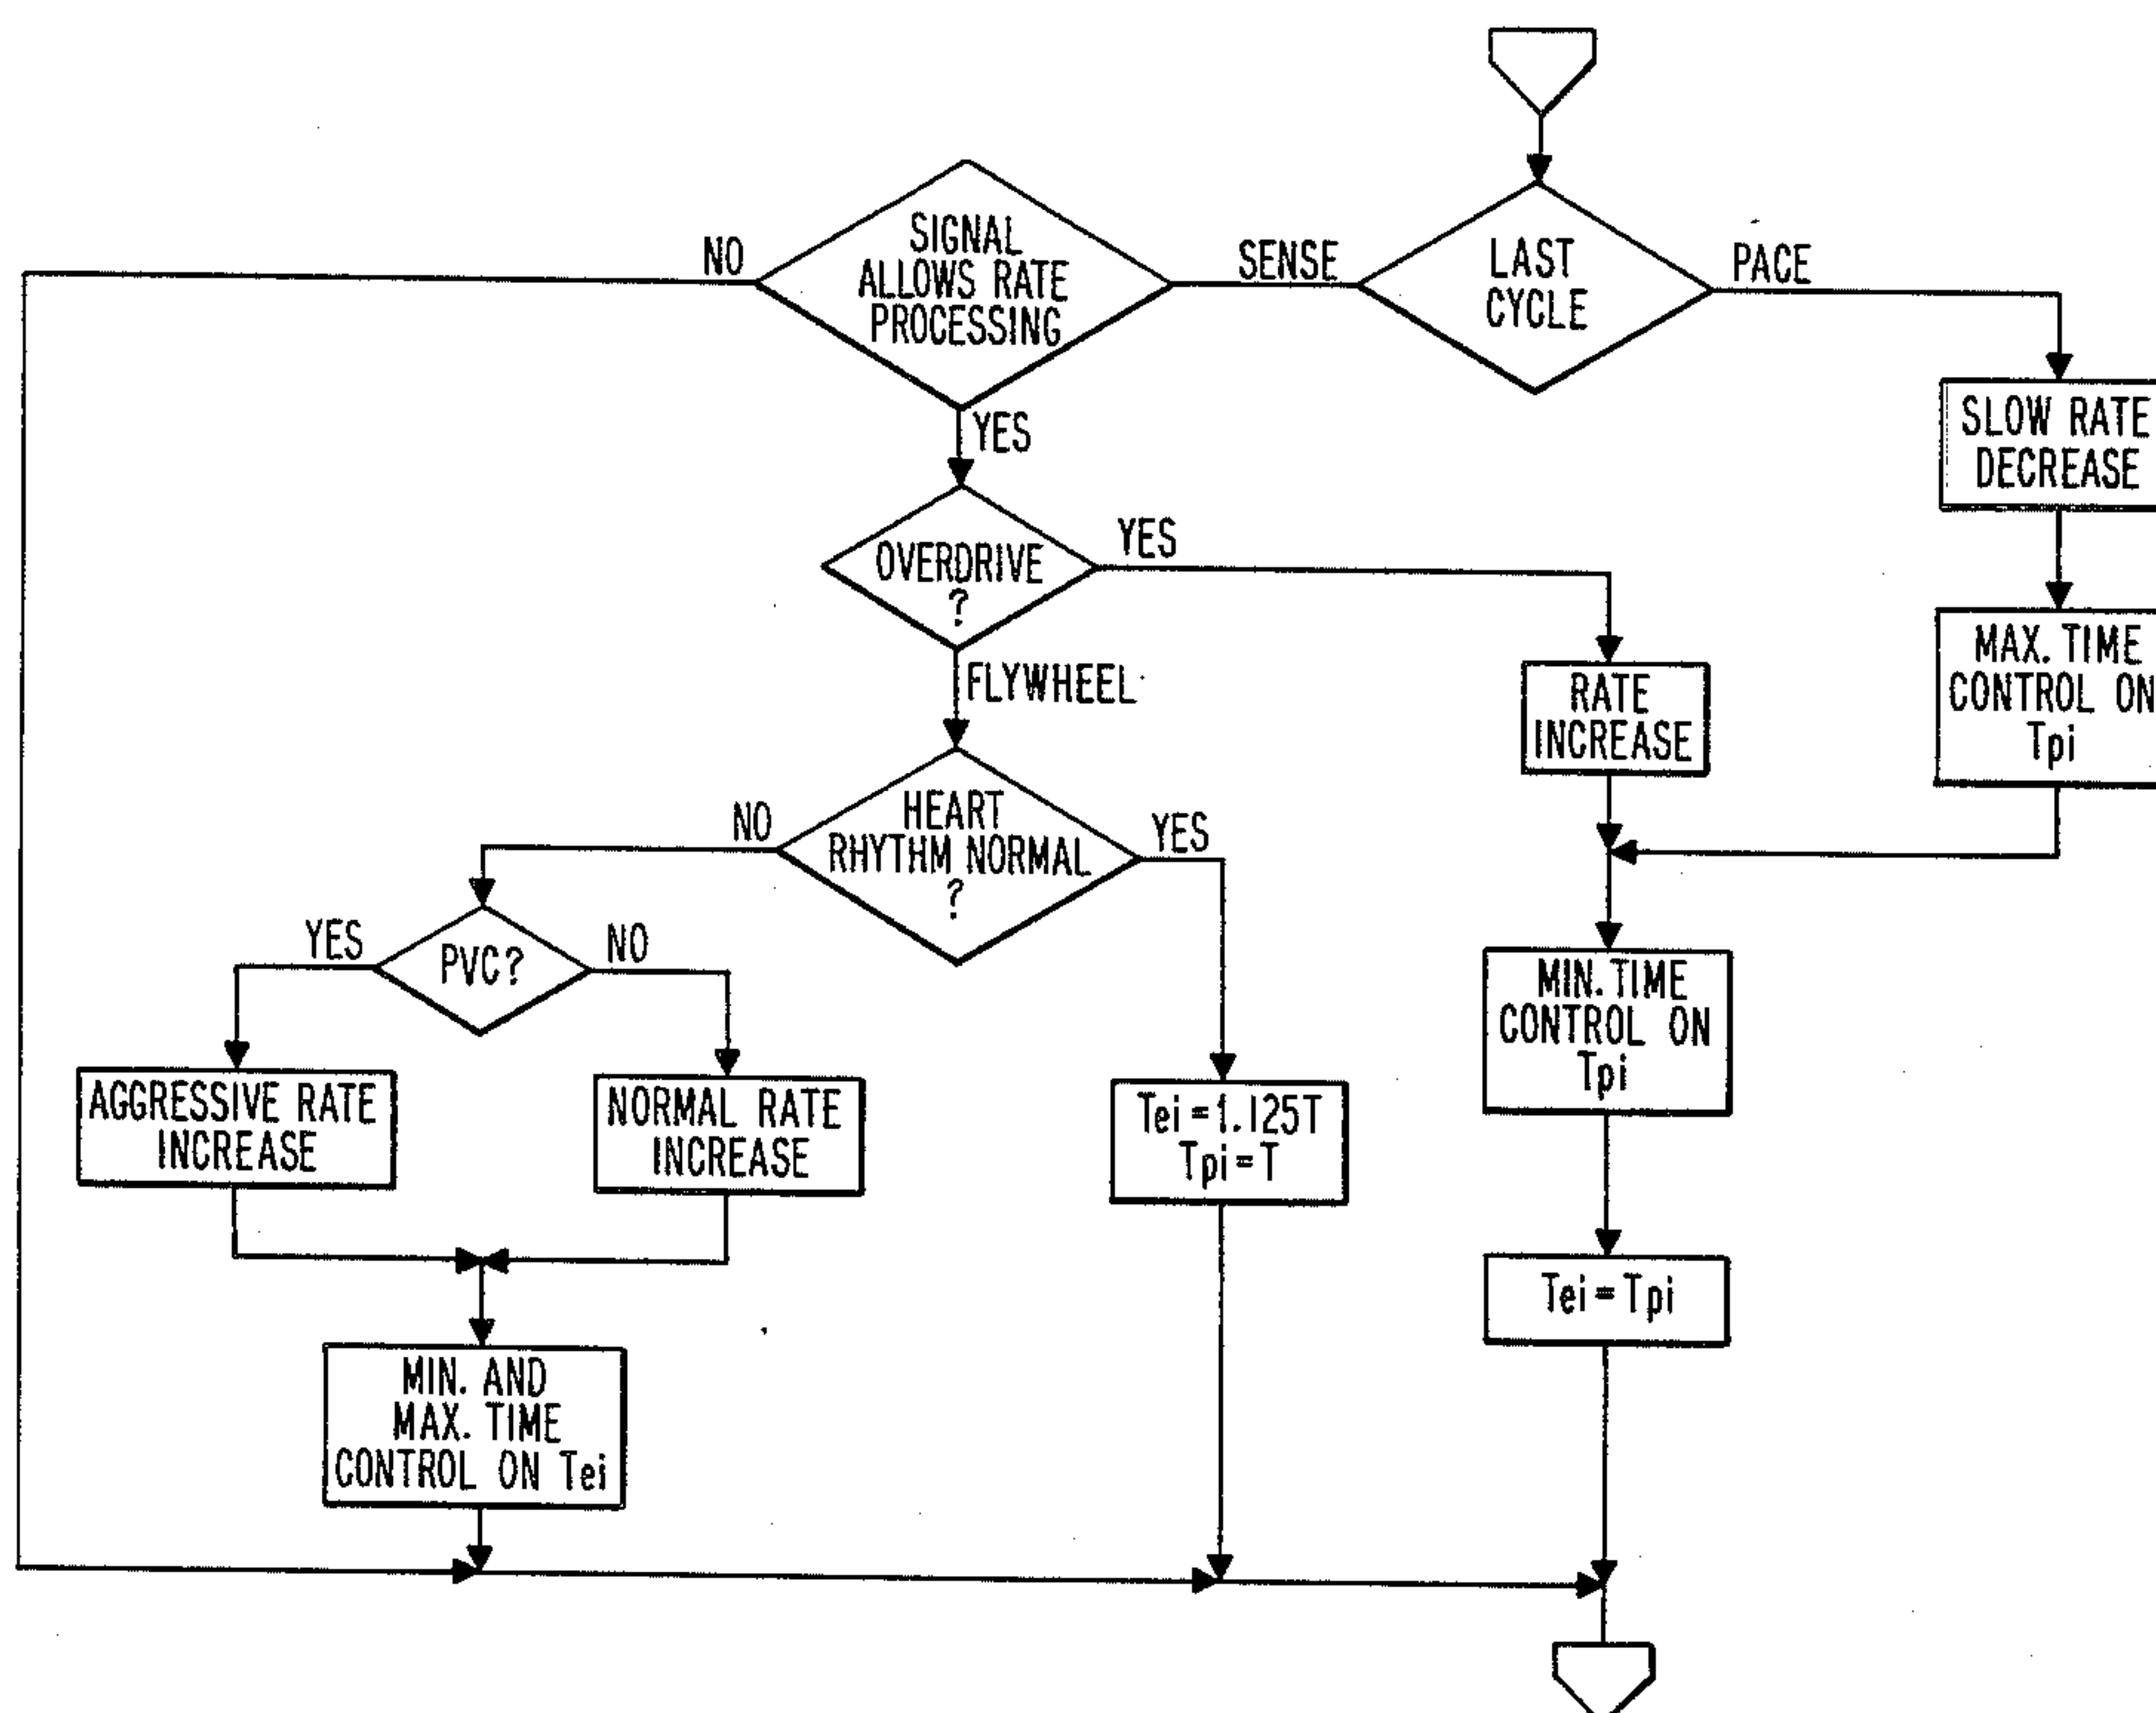 SIGNAL
ALLOWS RATE
PROCESSING
NO
SENSE
LAST
CYCLE
PACE
YES
SLOW RATE
DECREASE
OVERDRIVE
?
YES
FLYWHEEL
RATE
INCREASE
MAX. TIME
CONTROL ON
Tpi
HEART
RHYTHM NORMAL
?
NO
YES
PVC?
YES
NO
MIN. TIME
CONTROL ON
Tpi
AGGRESSIVE RATE
INCREASE
NORMAL RATE
INCREASE
Tei = 1.125T
Tpi = T
Tei = Tpi
MIN. AND
MAX. TIME
CONTROL ON Tei